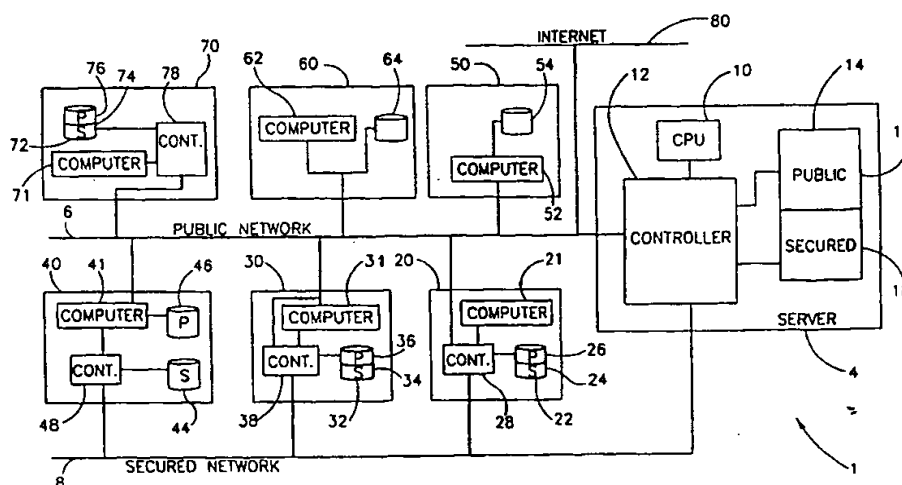 INTERNET
80
76 74 78 70
62 60 64
50 54
12 10 14
P
S
72
CONT.
COMPUTER
71
COMPUTER
COMPUTER
52
CPU
PUBLIC
CONTROLLER
SECURED
SERVER
4
6
PUBLIC NETWORK
40 41 46
30 31
20 21
COMPUTER
P
CONT.
S
48
44
COMPUTER
CONT.
P
S
36
34
38
32
COMPUTER
CONT.
P
S
26
24
28
22
8
SECURED NETWORK
1